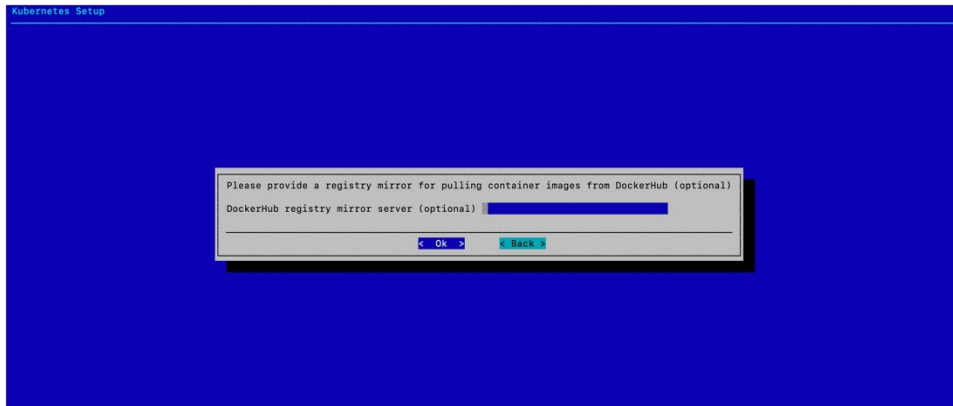 Kubernetes Setup
Please provide a registry mirror for pulling container images from DockerHub (optional)
DockerHub registry mirror server (optional)
< Ok > < Back >